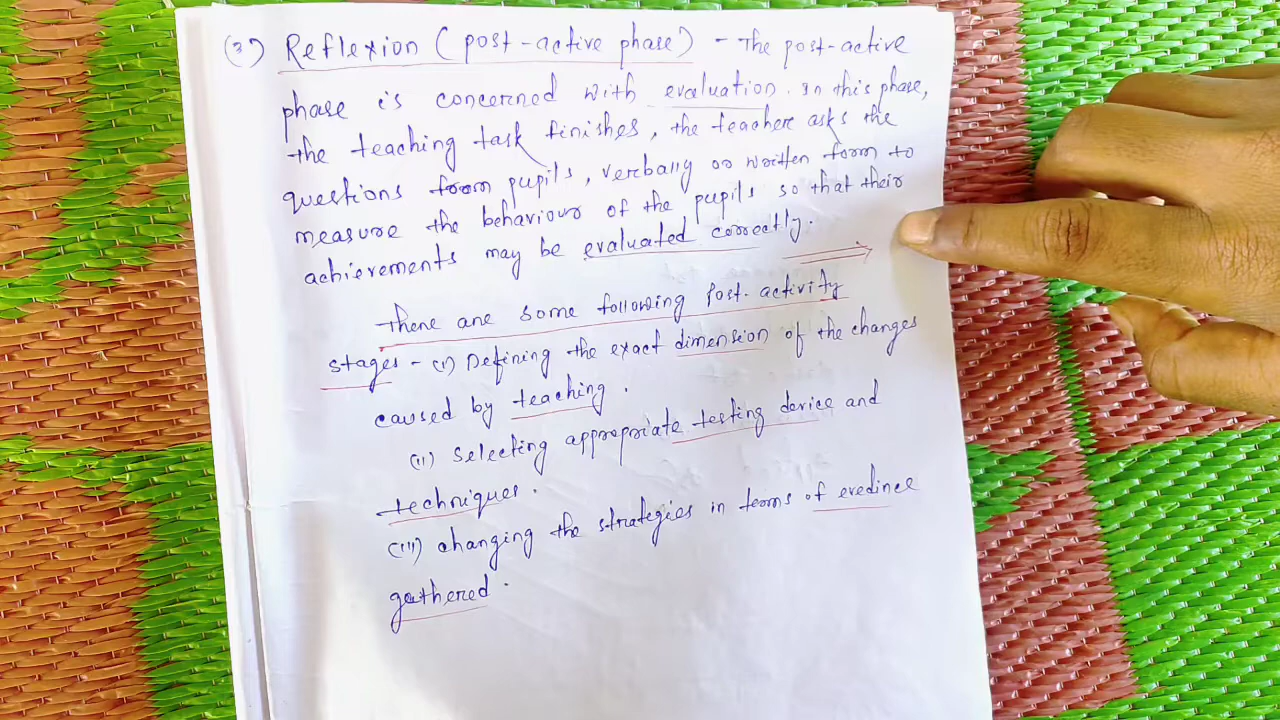 (3) Reflexion (post-active phase) - The post-active
phase is concerned with evaluation. In this phase,
the teaching task finishes, the teacher asks the
questions from pupils, verbally or written form to
measure the behaviour of the pupils so that their
achievements may be evaluated correctly.
There are some following Post-activity
stages - (i) Defining the exact dimension of the changes
caused by teaching.
(ii) Selecting appropriate testing device and
techniques.
(iii) changing the strategies in terms of evedince
gathered.